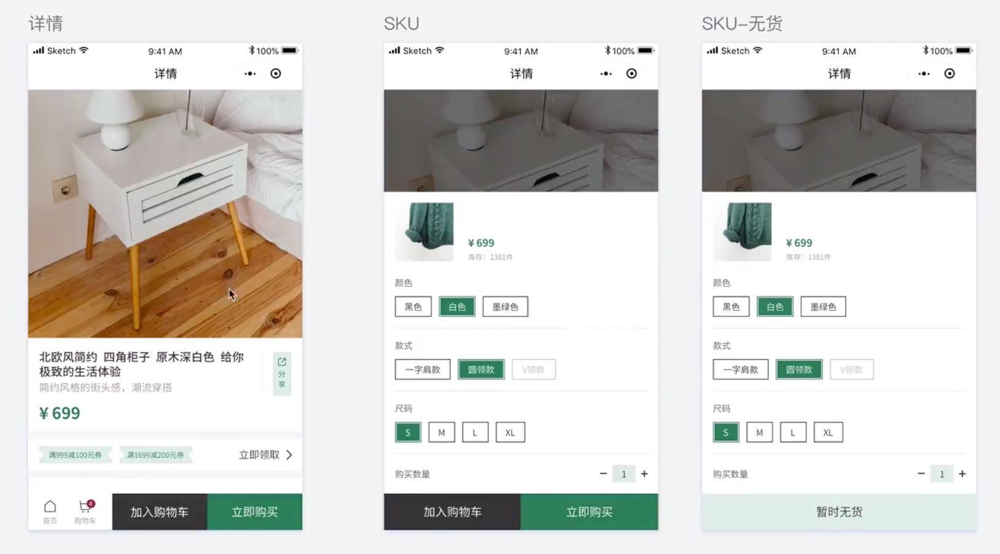 详情
Sketch
9:41 AM
100%
详情
北欧风简约 四角柜子 原木深白色 给你
极致的生活体验
简约风格的街头感，潮流穿搭
分享
¥ 699
满999减100元券
满1699减200元券
立即领取
首页
4
购物车
加入购物车
立即购买
SKU
Sketch
9:41 AM
100%
详情
¥ 699
库存：1381件
颜色
黑色 白色 墨绿色
款式
一字肩款 圆领款 V领款
尺码
S M L XL
购买数量
− 1 +
加入购物车
立即购买
SKU-无货
Sketch
9:41 AM
100%
详情
¥ 699
库存：1381件
颜色
黑色 白色 墨绿色
款式
一字肩款 圆领款 V领款
尺码
S M L XL
购买数量
− 1 +
暂时无货